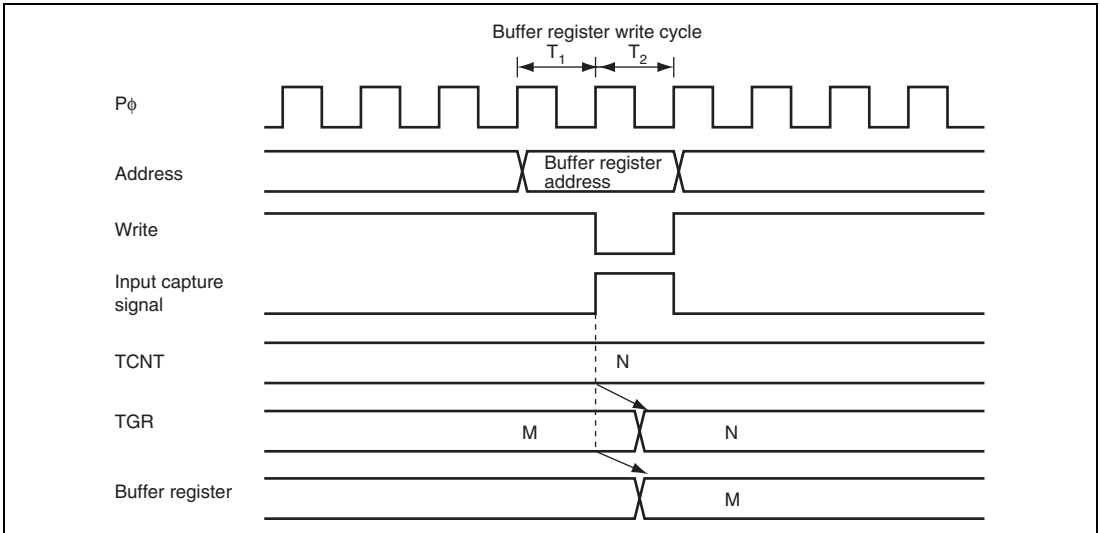 Buffer register write cycle
T1 T2
Pϕ
Address
Buffer register
address
Write
Input capture
signal
TCNT
N
TGR
M
N
Buffer register
M